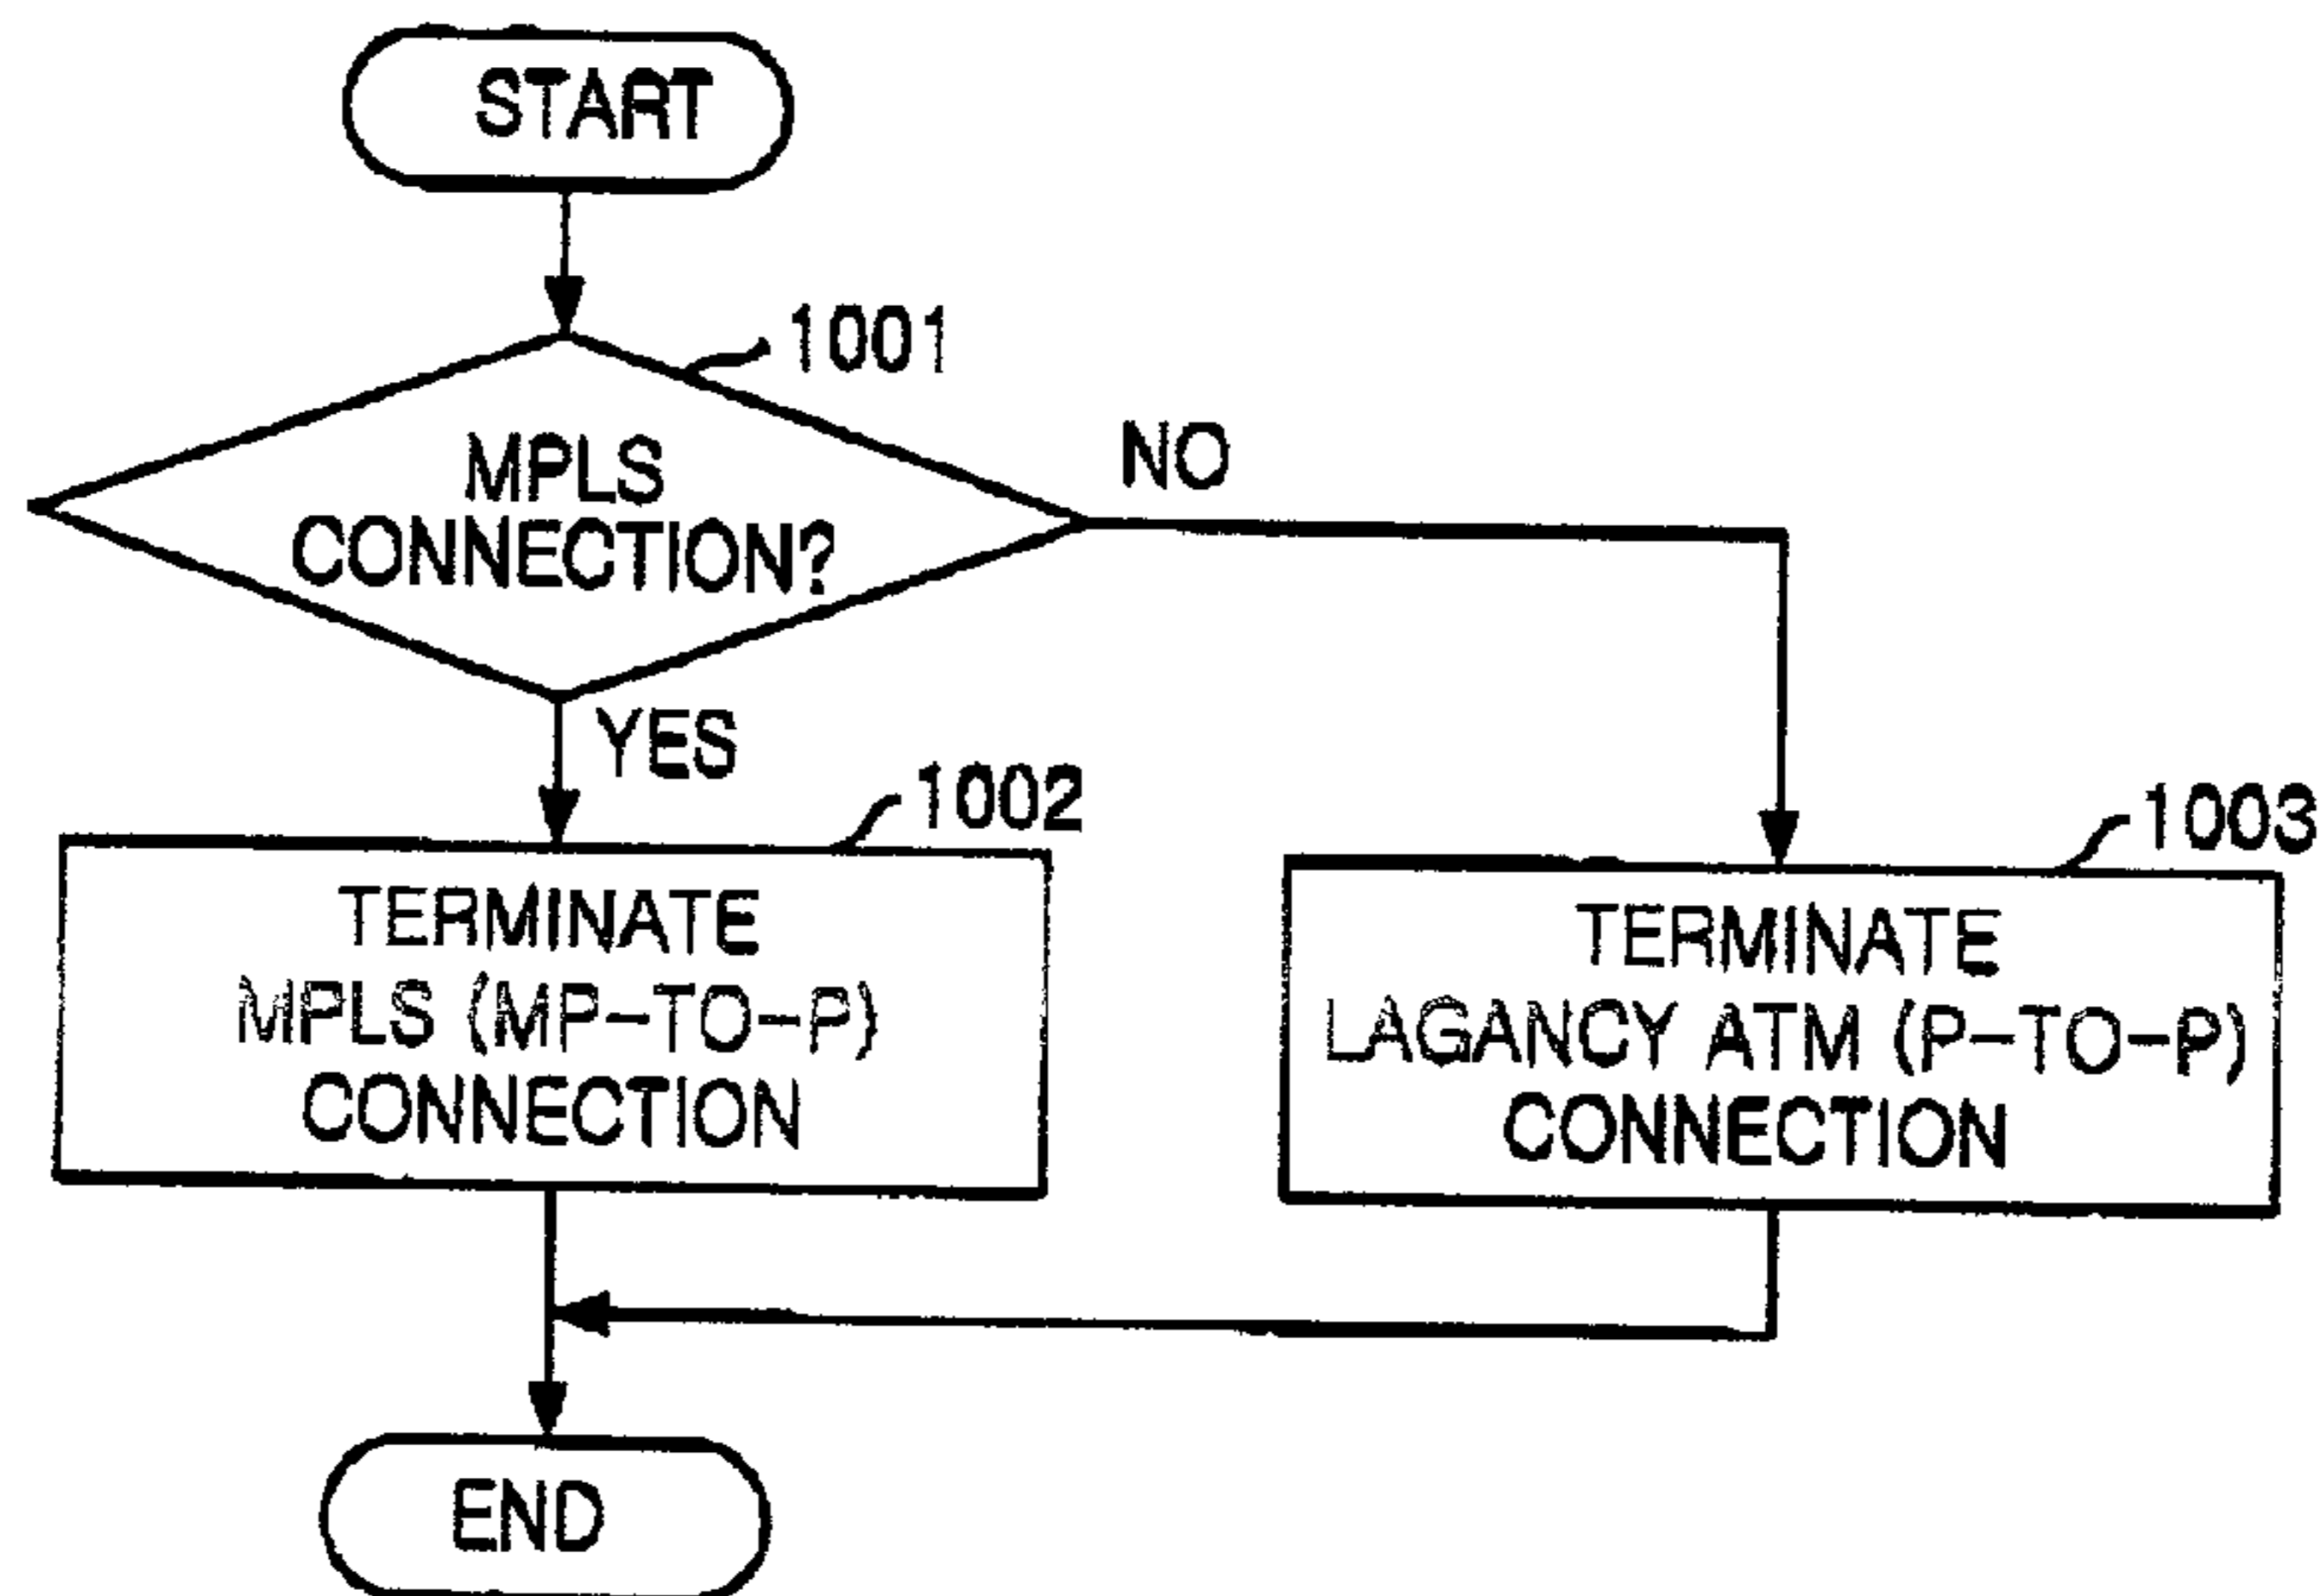 START
1001
MPLS
CONNECTION?
NO
YES
1002
TERMINATE
MPLS (MP-TO-P)
CONNECTION
1003
TERMINATE
LAGANCY ATM (P-TO-P)
CONNECTION
END